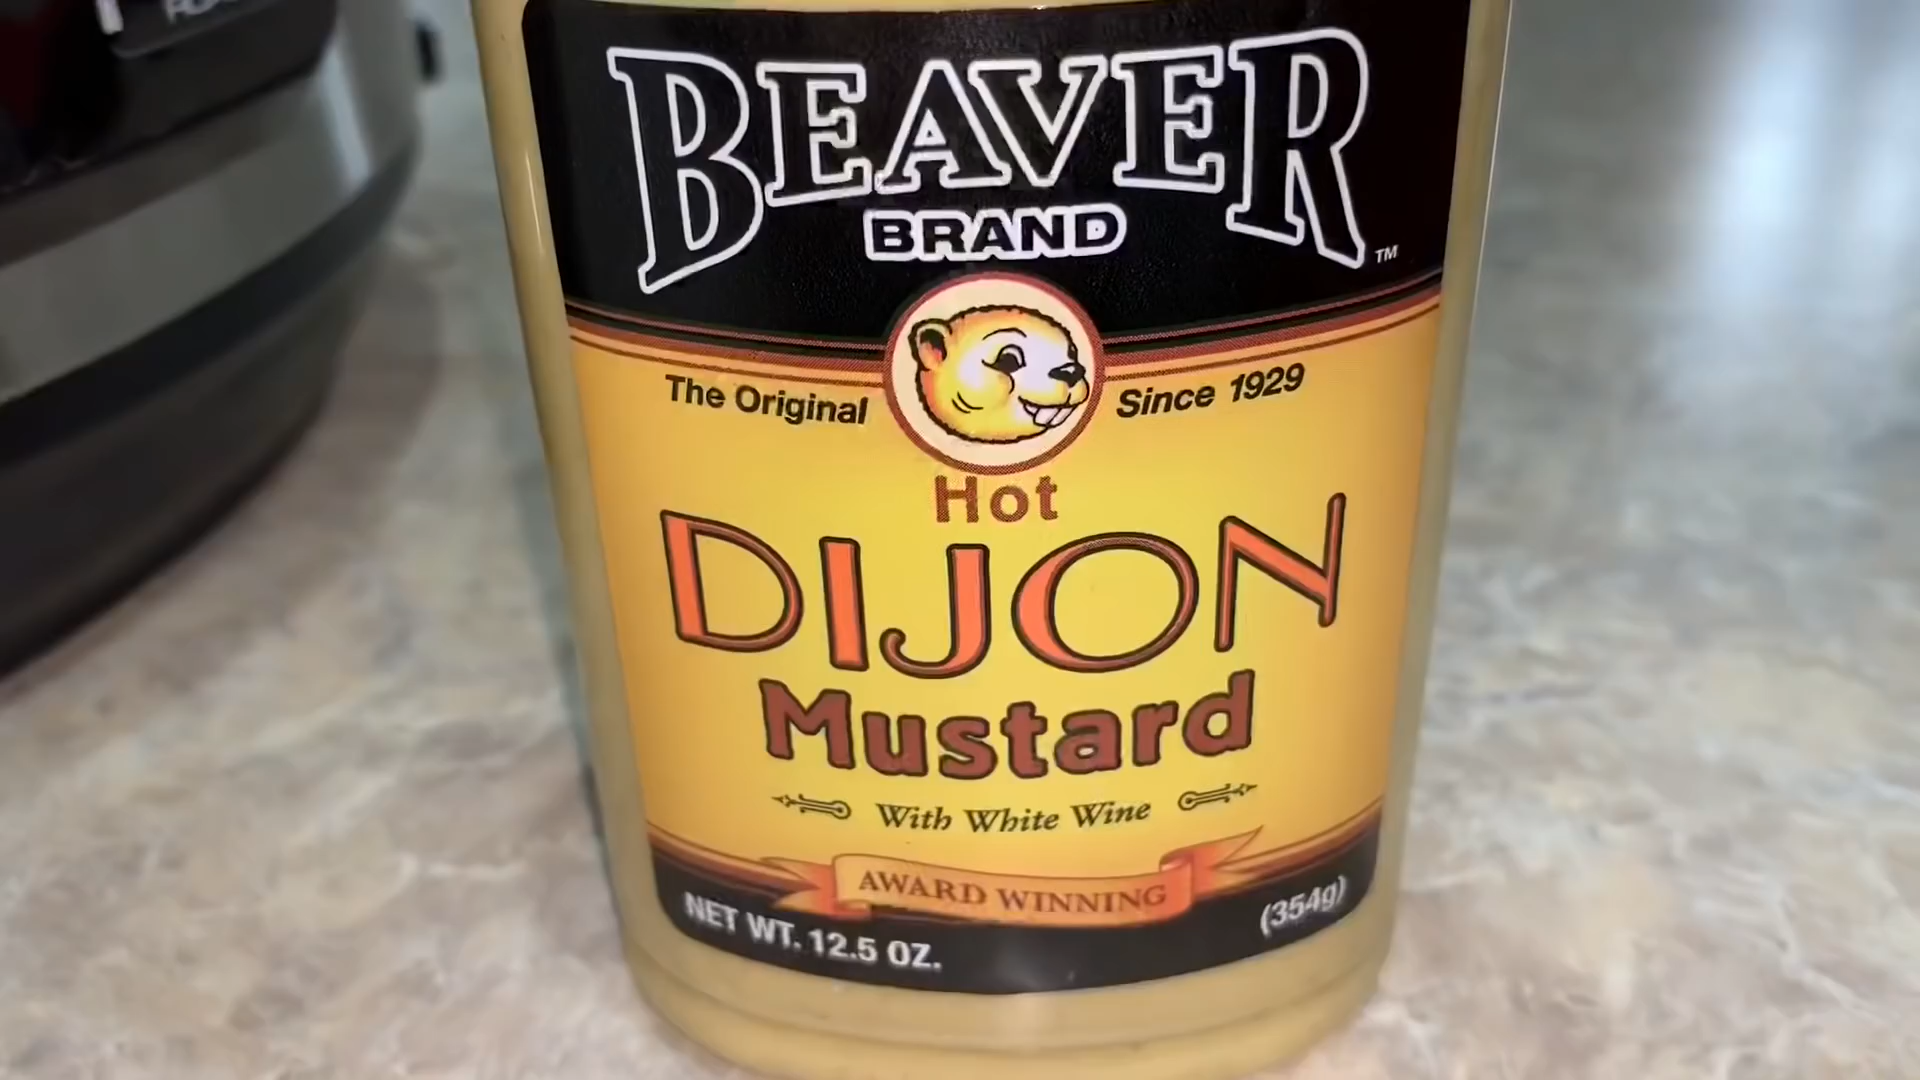 BEAVER
BRAND
TM
The Original
Since 1929
Hot
DIJON
Mustard
With White Wine
AWARD WINNING
NET WT. 12.5 OZ.
(354g)